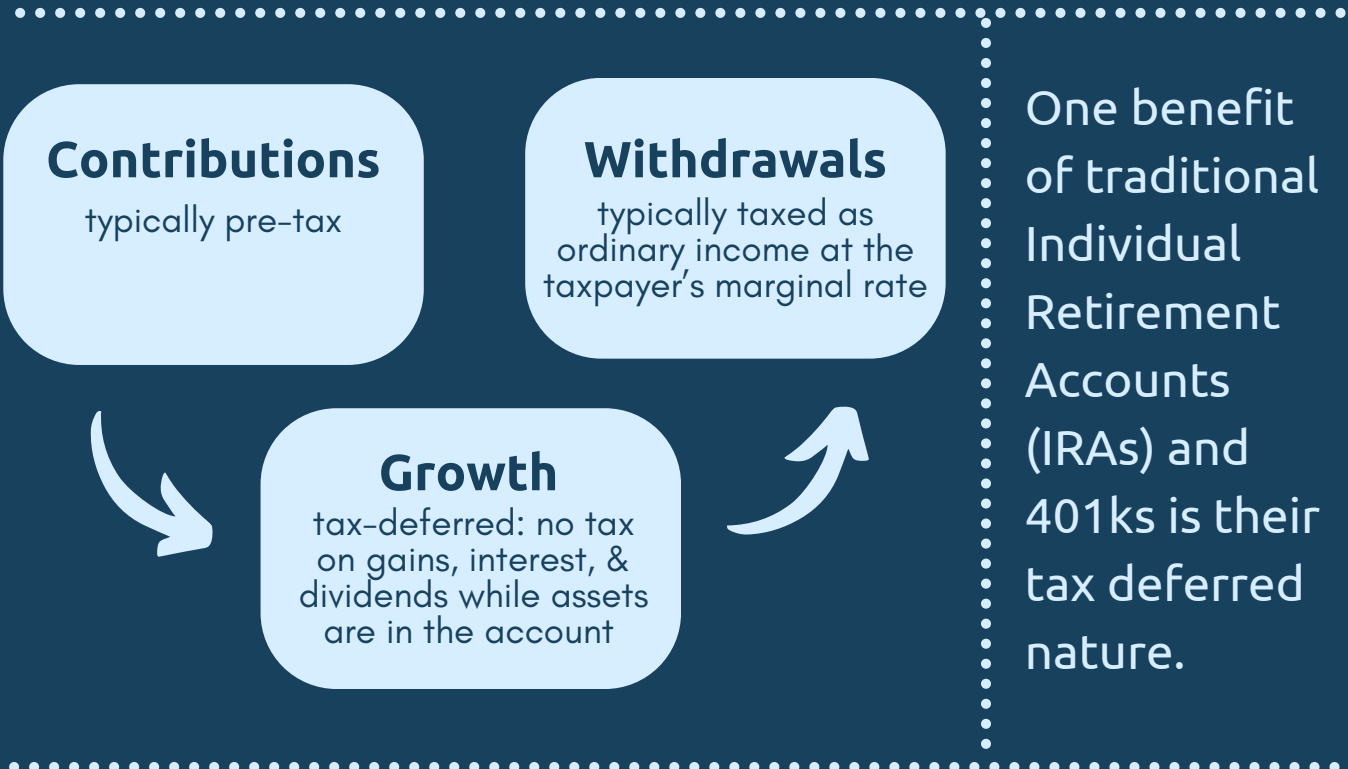 Contributions
typically pre-tax
Withdrawals
typically taxed as
ordinary income at the
taxpayer's marginal rate
Growth
tax-deferred: no tax
on gains, interest, &
dividends while assets
are in the account
One benefit
of traditional
Individual
Retirement
Accounts
(IRAs) and
401ks is their
tax deferred
nature.